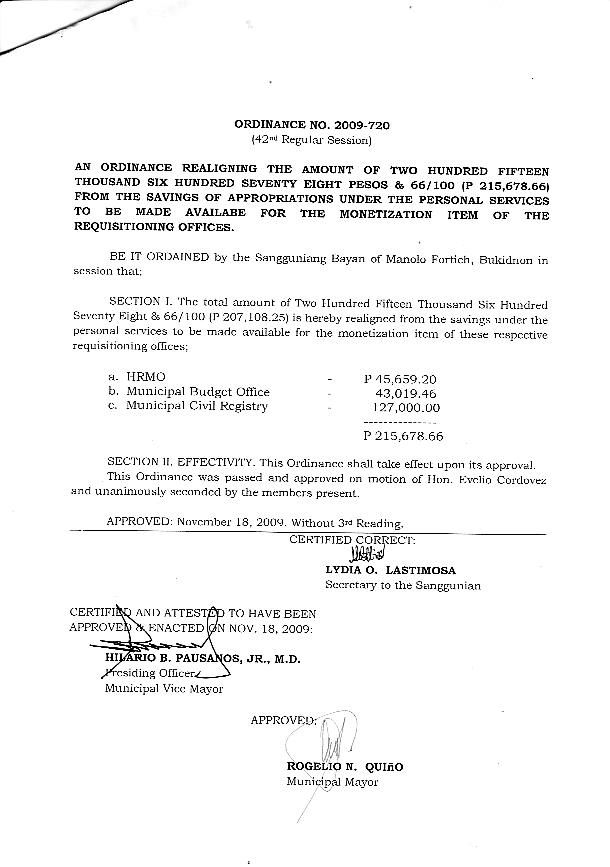 ORDINANCE NO. 2009-720
(42nd Regular Session)
AN ORDINANCE REALIGNING THE AMOUNT OF TWO HUNDRED FIFTEEN
THOUSAND SIX HUNDRED SEVENTY EIGHT PESOS & 66/100 (P 215,678.66)
FROM THE SAVINGS OF APPROPRIATIONS UNDER THE PERSONAL SERVICES
TO BE MADE AVAILABE FOR THE MONETIZATION ITEM OF THE
REQUISITIONING OFFICES.
BE IT ORDAINED by the Sangguniang Bayan of Manolo Fortich, Bukidnon in
session that:
SECTION I. The total amount of Two Hundred Fifteen Thousand Six Hundred
Seventy Eight & 66/100 (P 207,108.25) is hereby realigned from the savings under the
personal services to be made available for the monetization item of these respective
requisitioning offices;
a. HRMO - P 45,659.20
b. Municipal Budget Office - 43,019.46
c. Municipal Civil Registry - 127,000.00
---------------
P 215,678.66
SECTION II. EFFECTIVITY. This Ordinance shall take effect upon its approval.
This Ordinance was passed and approved on motion of Hon. Evelio Cordovez
and unanimously seconded by the members present.
APPROVED: November 18, 2009. Without 3rd Reading.
CERTIFIED CORRECT:
LYDIA O. LASTIMOSA
Secretary to the Sanggunian
CERTIFIED AND ATTESTED TO HAVE BEEN
APPROVED & ENACTED ON NOV. 18, 2009:
HILARIO B. PAUSANOS, JR., M.D.
Presiding Officer
Municipal Vice Mayor
APPROVED:
ROGELIO N. QUIñO
Municipal Mayor